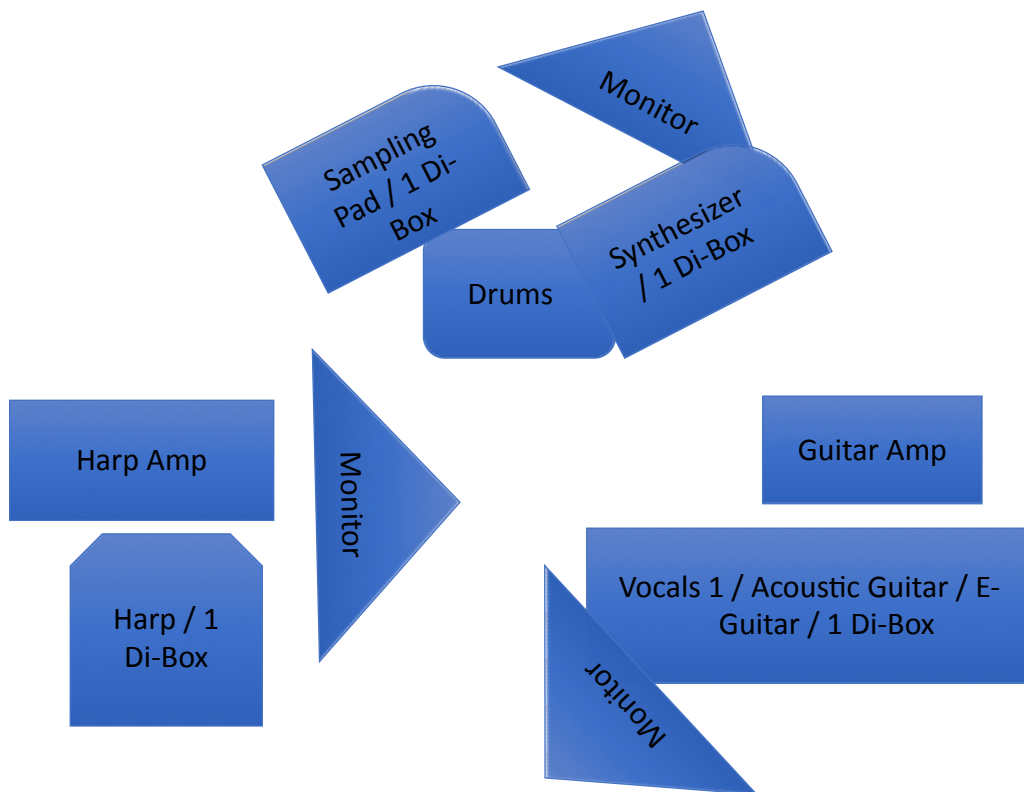 Monitor
Sampling
Pad / 1 Di-
Box
Synthesizer
/ 1 Di-Box
Drums
Harp Amp
Monitor
Guitar Amp
Harp / 1
Di-Box
Vocals 1 / Acoustic Guitar / E-
Guitar / 1 Di-Box
Monitor